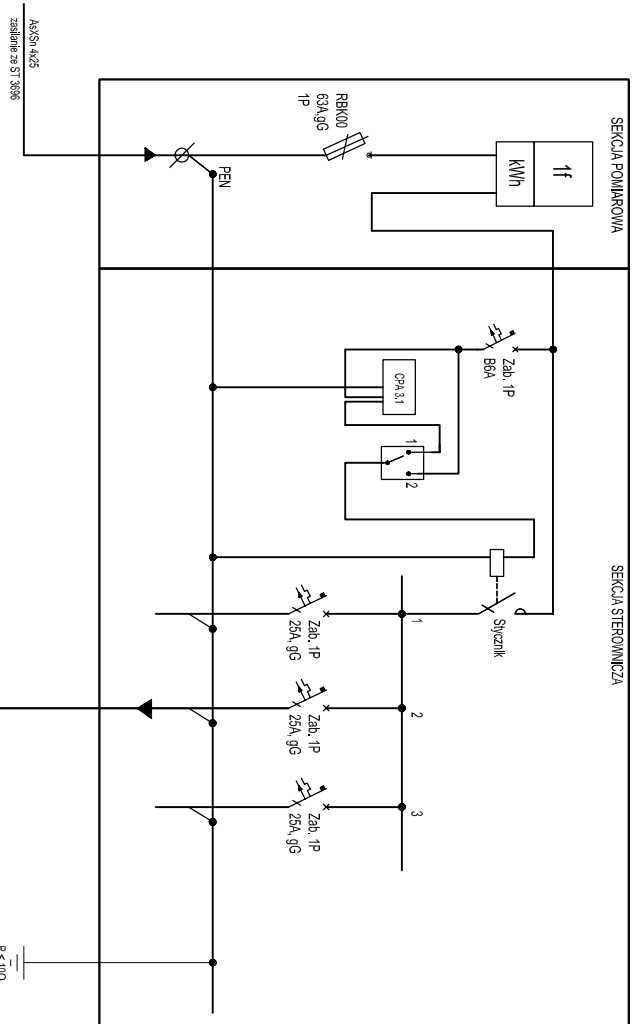 SEKCJA POMIAROWA
SEKCJA STEROWNICZA
1f
kWh
RBK00
63A,gG
1P
PEN
AsXSn 4x25
zasilanie ze ST 3696
Zab. 1P
B6A
CPA 3.1
1
2
Stycznik
1
2
3
Zab. 1P
25A, gG
Zab. 1P
25A, gG
Zab. 1P
25A, gG
R ≤ 10Ω